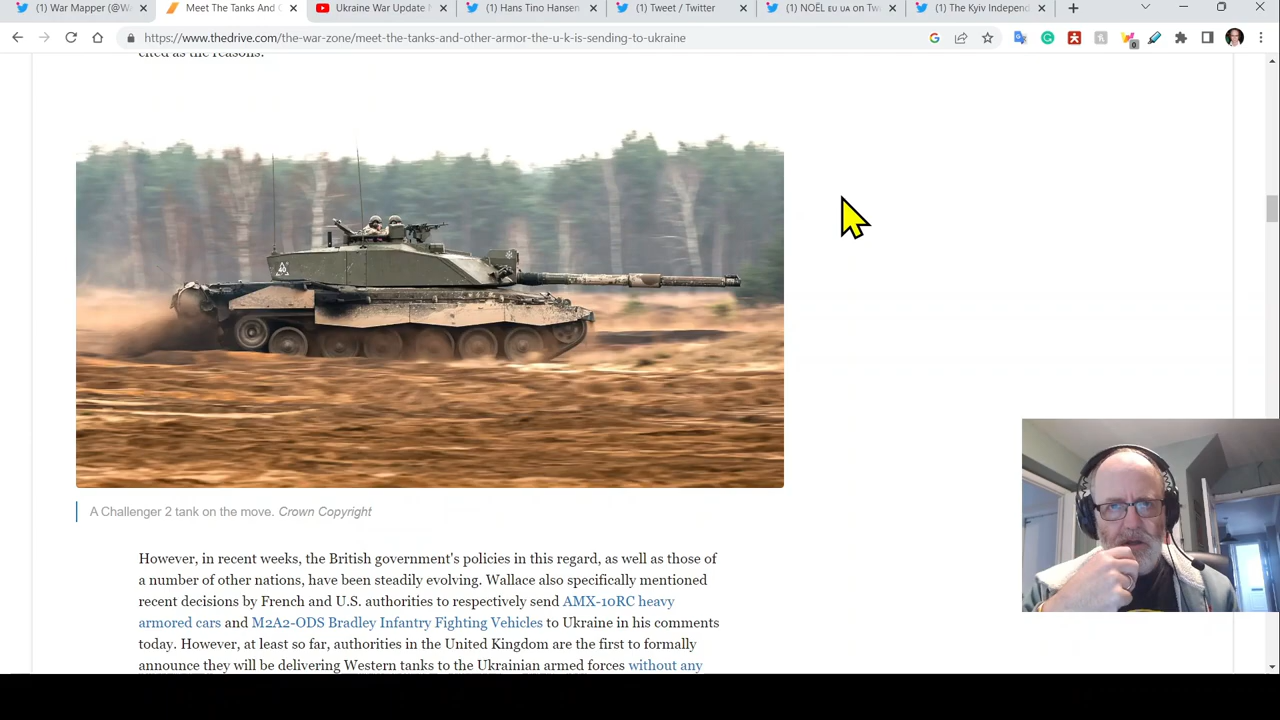 (1) War Mapper (@W
Meet The Tanks And
Ukraine War Update
(1) Hans Tino Hansen
(1) Tweet / Twitter
(1) NOËL EU UA on Tw
(1) The Kyiv Independ
https://www.thedrive.com/the-war-zone/meet-the-tanks-and-other-armor-the-u-k-is-sending-to-ukraine
cited as the reasons.
A Challenger 2 tank on the move. Crown Copyright
However, in recent weeks, the British government's policies in this regard, as well as those of
a number of other nations, have been steadily evolving. Wallace also specifically mentioned
recent decisions by French and U.S. authorities to respectively send AMX-10RC heavy
armored cars and M2A2-ODS Bradley Infantry Fighting Vehicles to Ukraine in his comments
today. However, at least so far, authorities in the United Kingdom are the first to formally
announce they will be delivering Western tanks to the Ukrainian armed forces without any